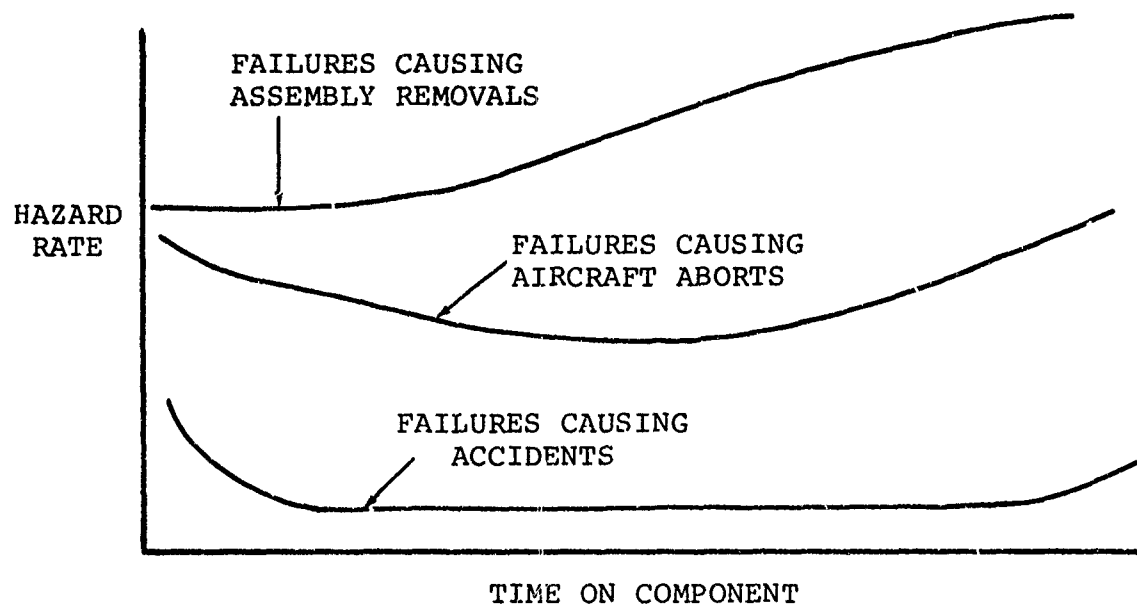 FAILURES CAUSING
ASSEMBLY REMOVALS
HAZARD
RATE
FAILURES CAUSING
AIRCRAFT ABORTS
FAILURES CAUSING
ACCIDENTS
TIME ON COMPONENT